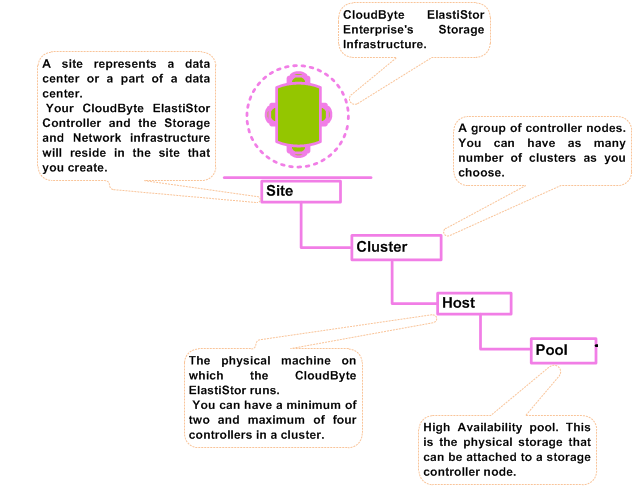 CloudByte ElastiStor
Enterprise's Storage
Infrastructure.
A site represents a data
center or a part of a data
center.
Your CloudByte ElastiStor
Controller and the Storage
and Network infrastructure
will reside in the site that
you create.
A group of controller nodes.
You can have as many
number of clusters as you
choose.
Site
Cluster
Host
Pool
The physical machine on
which the CloudByte
ElastiStor runs.
You can have a minimum of
two and maximum of four
controllers in a cluster.
High Availability pool. This
is the physical storage that
can be attached to a storage
controller node.